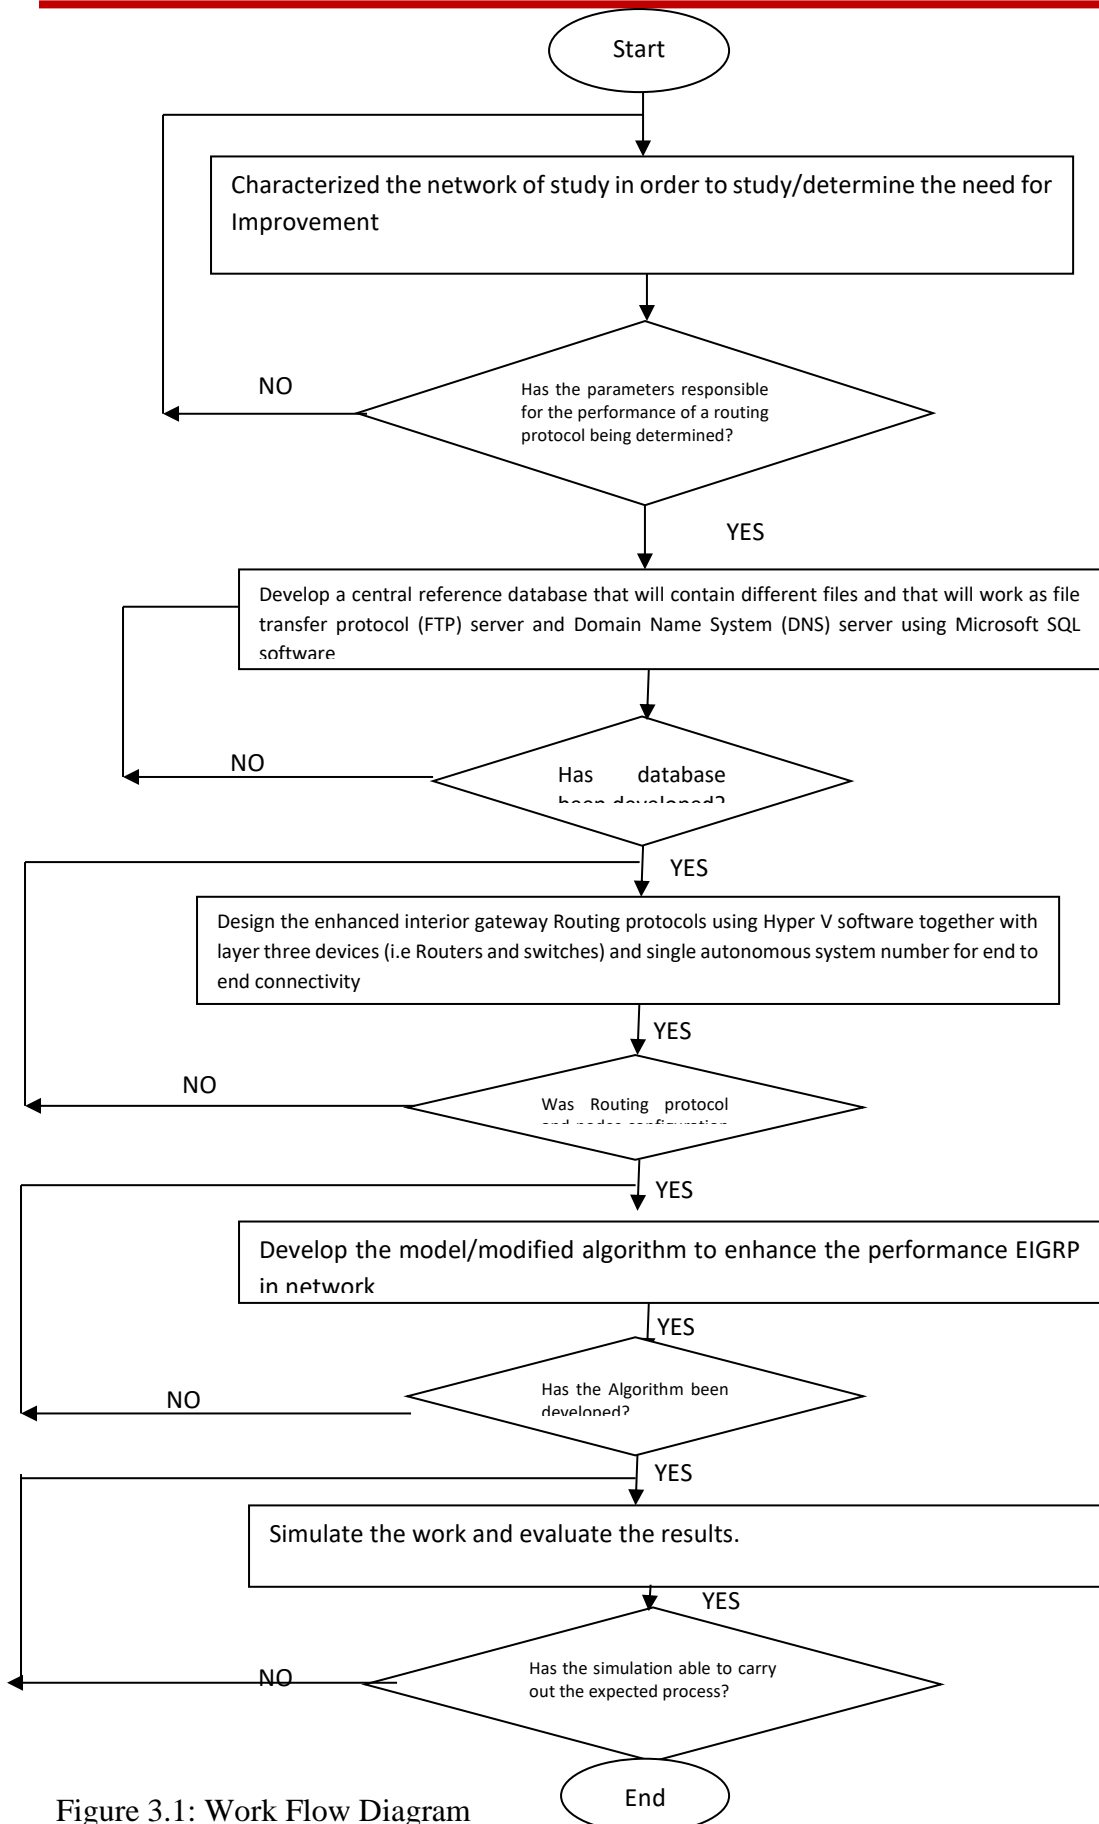 Start
Characterized the network of study in order to study/determine the need for
Improvement
NO
Has the parameters responsible
for the performance of a routing
protocol being determined?
YES
Develop a central reference database that will contain different files and that will work as file
transfer protocol (FTP) server and Domain Name System (DNS) server using Microsoft SQL
software
NO
Has database
been developed?
YES
Design the enhanced interior gateway Routing protocols using Hyper V software together with
layer three devices (i.e Routers and switches) and single autonomous system number for end to
end connectivity
YES
NO
Was Routing protocol
and nodes configuration
YES
Develop the model/modified algorithm to enhance the performance EIGRP
in network
YES
NO
Has the Algorithm been
developed?
YES
Simulate the work and evaluate the results.
YES
NO
Has the simulation able to carry
out the expected process?
End
Figure 3.1: Work Flow Diagram